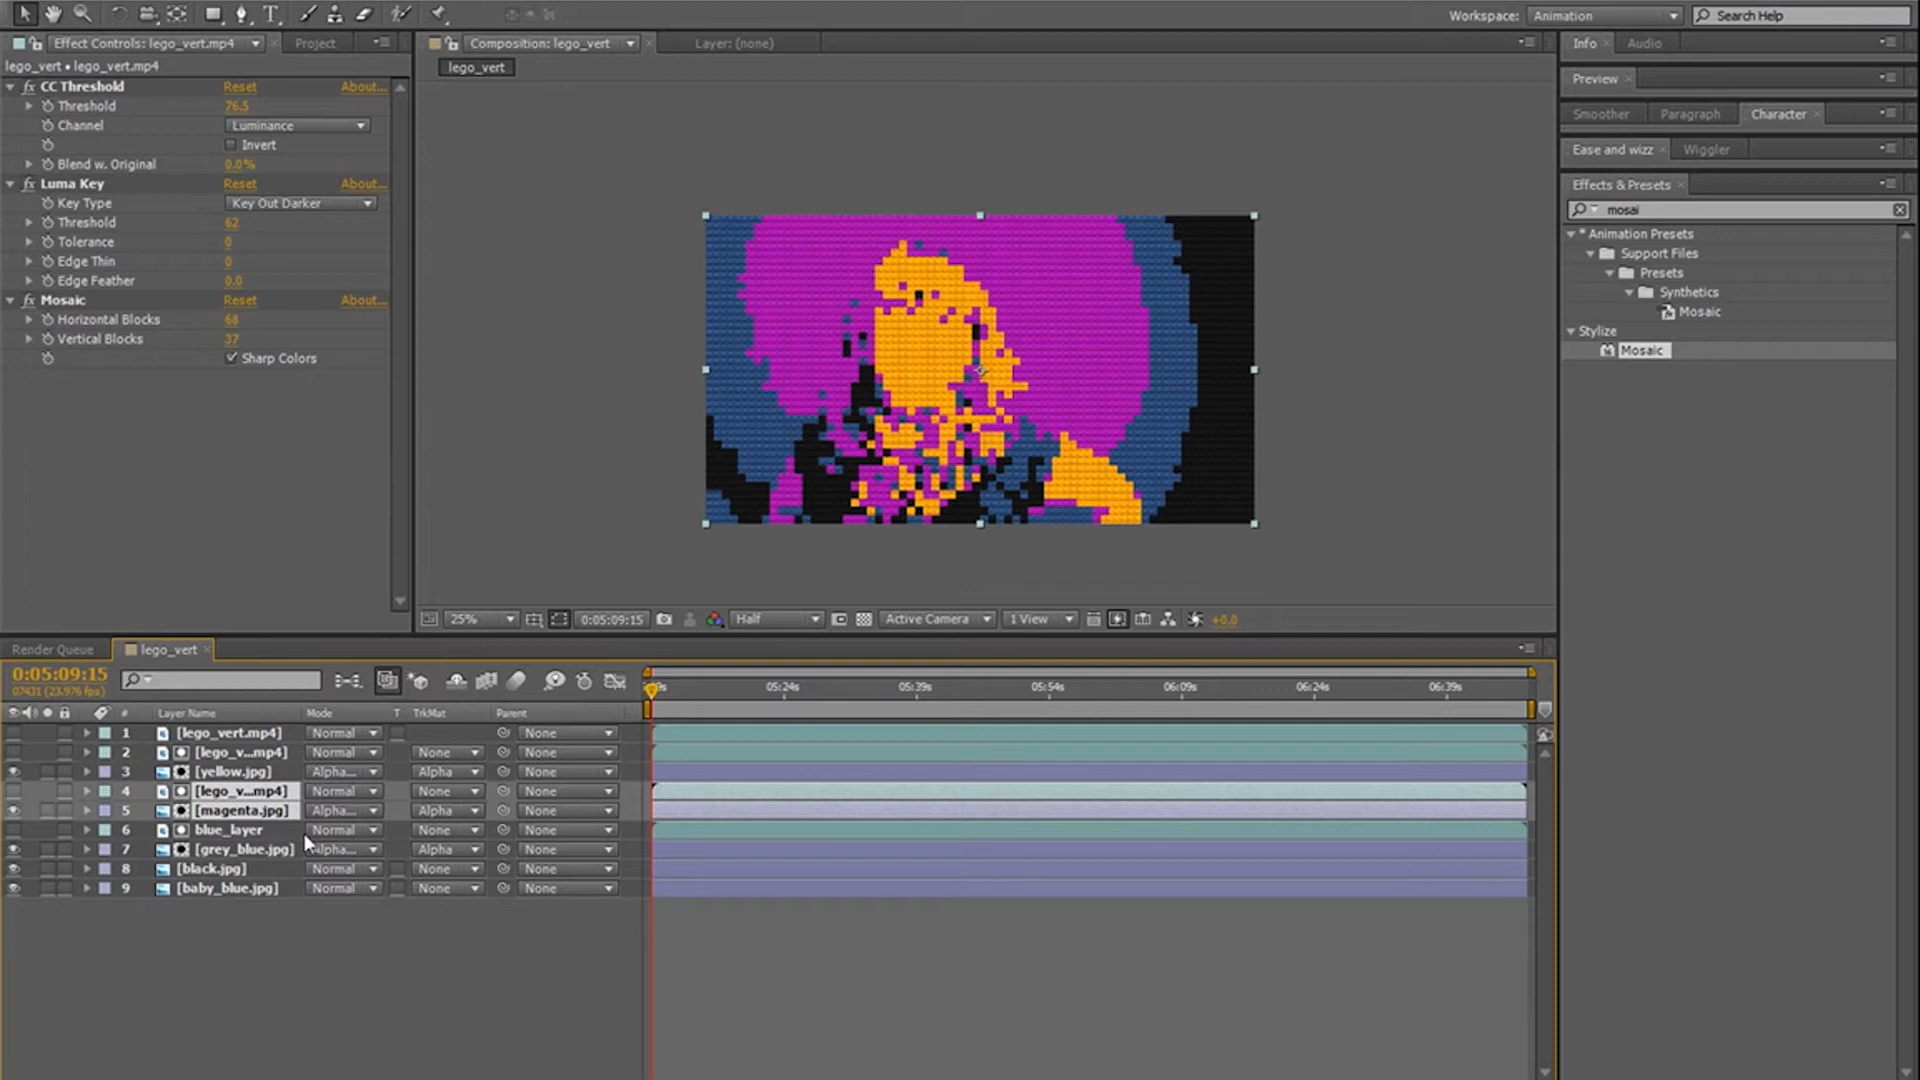 Workspace: Animation Search Help
Effect Controls: lego_vert.mp4 Project
Composition: lego_vert Layer: (none)
Info Audio
lego_vert • lego_vert.mp4
lego_vert
Preview
CC Threshold Reset About...
Threshold 76.5
Channel Luminance
Invert
Blend w. Original 0.0%
Luma Key Reset About...
Key Type Key Out Darker
Threshold 62
Tolerance 0
Edge Thin 0
Edge Feather 0.0
Mosaic Reset About...
Horizontal Blocks 68
Vertical Blocks 37
Sharp Colors
Smoother Paragraph Character
Ease and wizz Wiggler
Effects & Presets
mosai
* Animation Presets
Support Files
Presets
Synthetics
Mosaic
Stylize
Mosaic
25% 0:05:09:15 Half Active Camera 1 View +0.0
Render Queue lego_vert
0:05:09:15
07431 (23.976 fps)
05:24s 05:39s 05:54s 06:09s 06:24s 06:39s
# Layer Name Mode T TrkMat Parent
1 [lego_vert.mp4] Normal None
2 [lego_v...mp4] Normal None None
3 [yellow.jpg] Alpha... Alpha None
4 [lego_v...mp4] Normal None None
5 [magenta.jpg] Alpha... Alpha None
6 blue_layer Normal None None
7 [grey_blue.jpg] Alpha... Alpha None
8 [black.jpg] Normal None None
9 [baby_blue.jpg] Normal None None